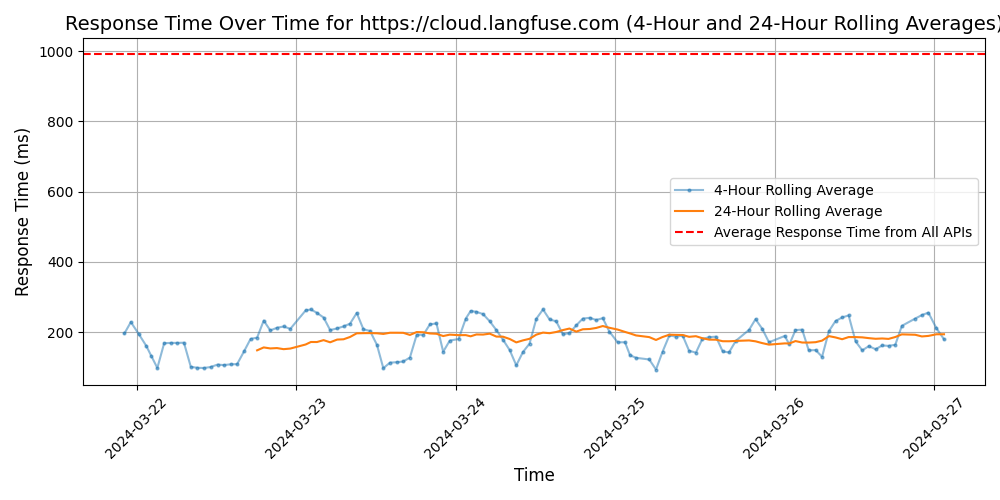 Response Time Over Time for https://cloud.langfuse.com (4-Hour and 24-Hour Rolling Averages)
Response Time (ms)
1000
800
600
400
200
4-Hour Rolling Average
24-Hour Rolling Average
Average Response Time from All APIs
2024-03-22
2024-03-23
2024-03-24
2024-03-25
2024-03-26
2024-03-27
Time